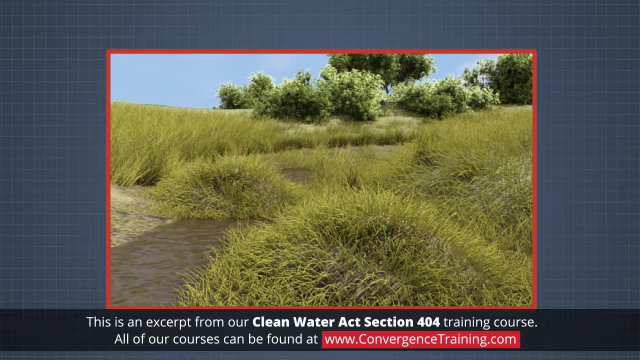 This is an excerpt from our Clean Water Act Section 404 training course.
All of our courses can be found at www.ConvergenceTraining.com